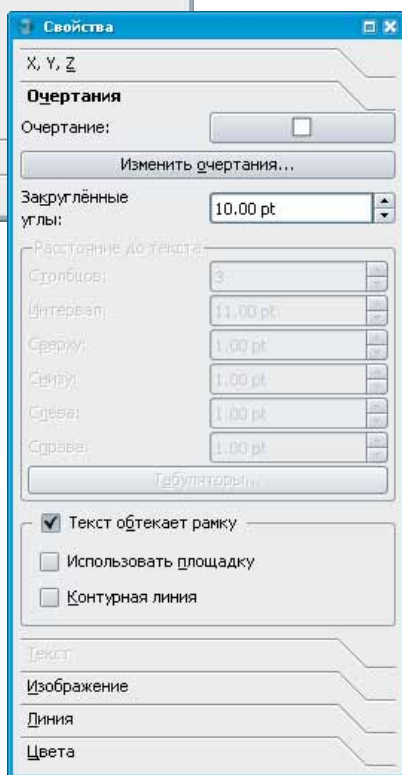 Свойства
X, Y, Z
Очертания
Очертание:
Изменить очертания...
Закруглённые
углы:
10.00 pt
Расстояние до текста
Столбцов:
3
Интервал:
11.00 pt
Сверху:
1.00 pt
Снизу:
1.00 pt
Слева:
1.00 pt
Справа:
1.00 pt
Табуляторы...
Текст обтекает рамку
Использовать площадку
Контурная линия
Текст
Изображение
Линия
Цвета